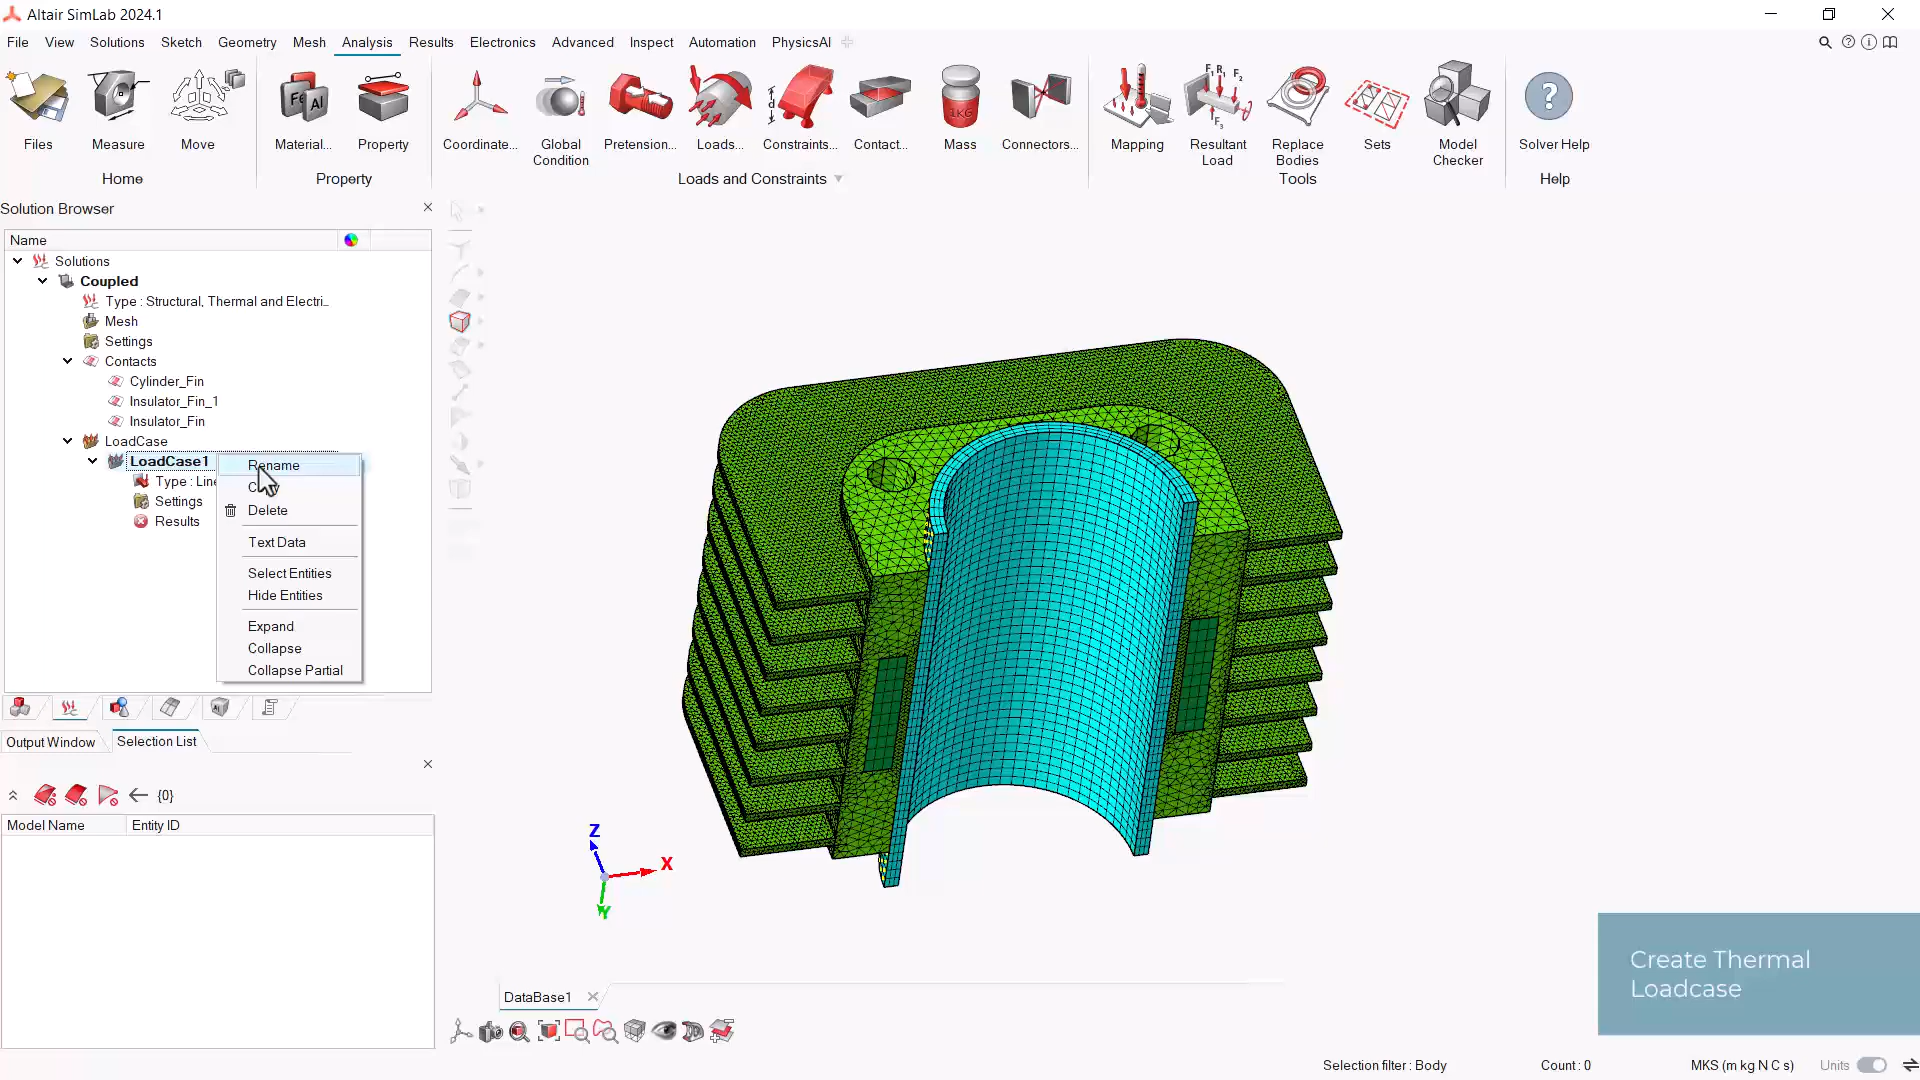 Altair SimLab 2024.1
File View Solutions Sketch Geometry Mesh Analysis Results Electronics Advanced Inspect Automation PhysicsAI
Files Measure Move Material... Property Coordinate... Global Condition Pretension... Loads... Constraints... Contact... Mass Connectors... Mapping Resultant Load Replace Bodies Sets Model Checker Solver Help
Home Property Loads and Constraints Tools Help
Solution Browser
Name
Solutions
Coupled
Type : Structural, Thermal and Electri...
Mesh
Settings
Contacts
Cylinder_Fin
Insulator_Fin_1
Insulator_Fin
LoadCase
LoadCase1
Type : Line
Settings
Results
Rename
Delete
Text Data
Select Entities
Hide Entities
Expand
Collapse
Collapse Partial
Output Window Selection List
{0}
Model Name Entity ID
Z
X
Y
DataBase1
Create Thermal
Loadcase
Selection filter : Body Count : 0 MKS (m kg N C s) Units